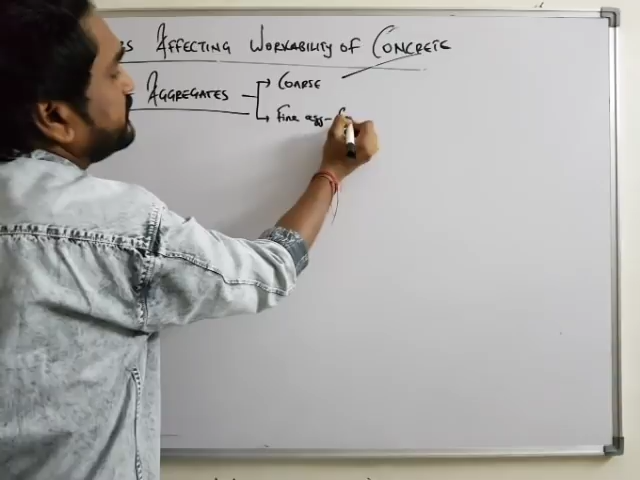 AFFECTING WORKABILITY OF CONCRETE
AGGREGATES
COARSE
Fine agg-